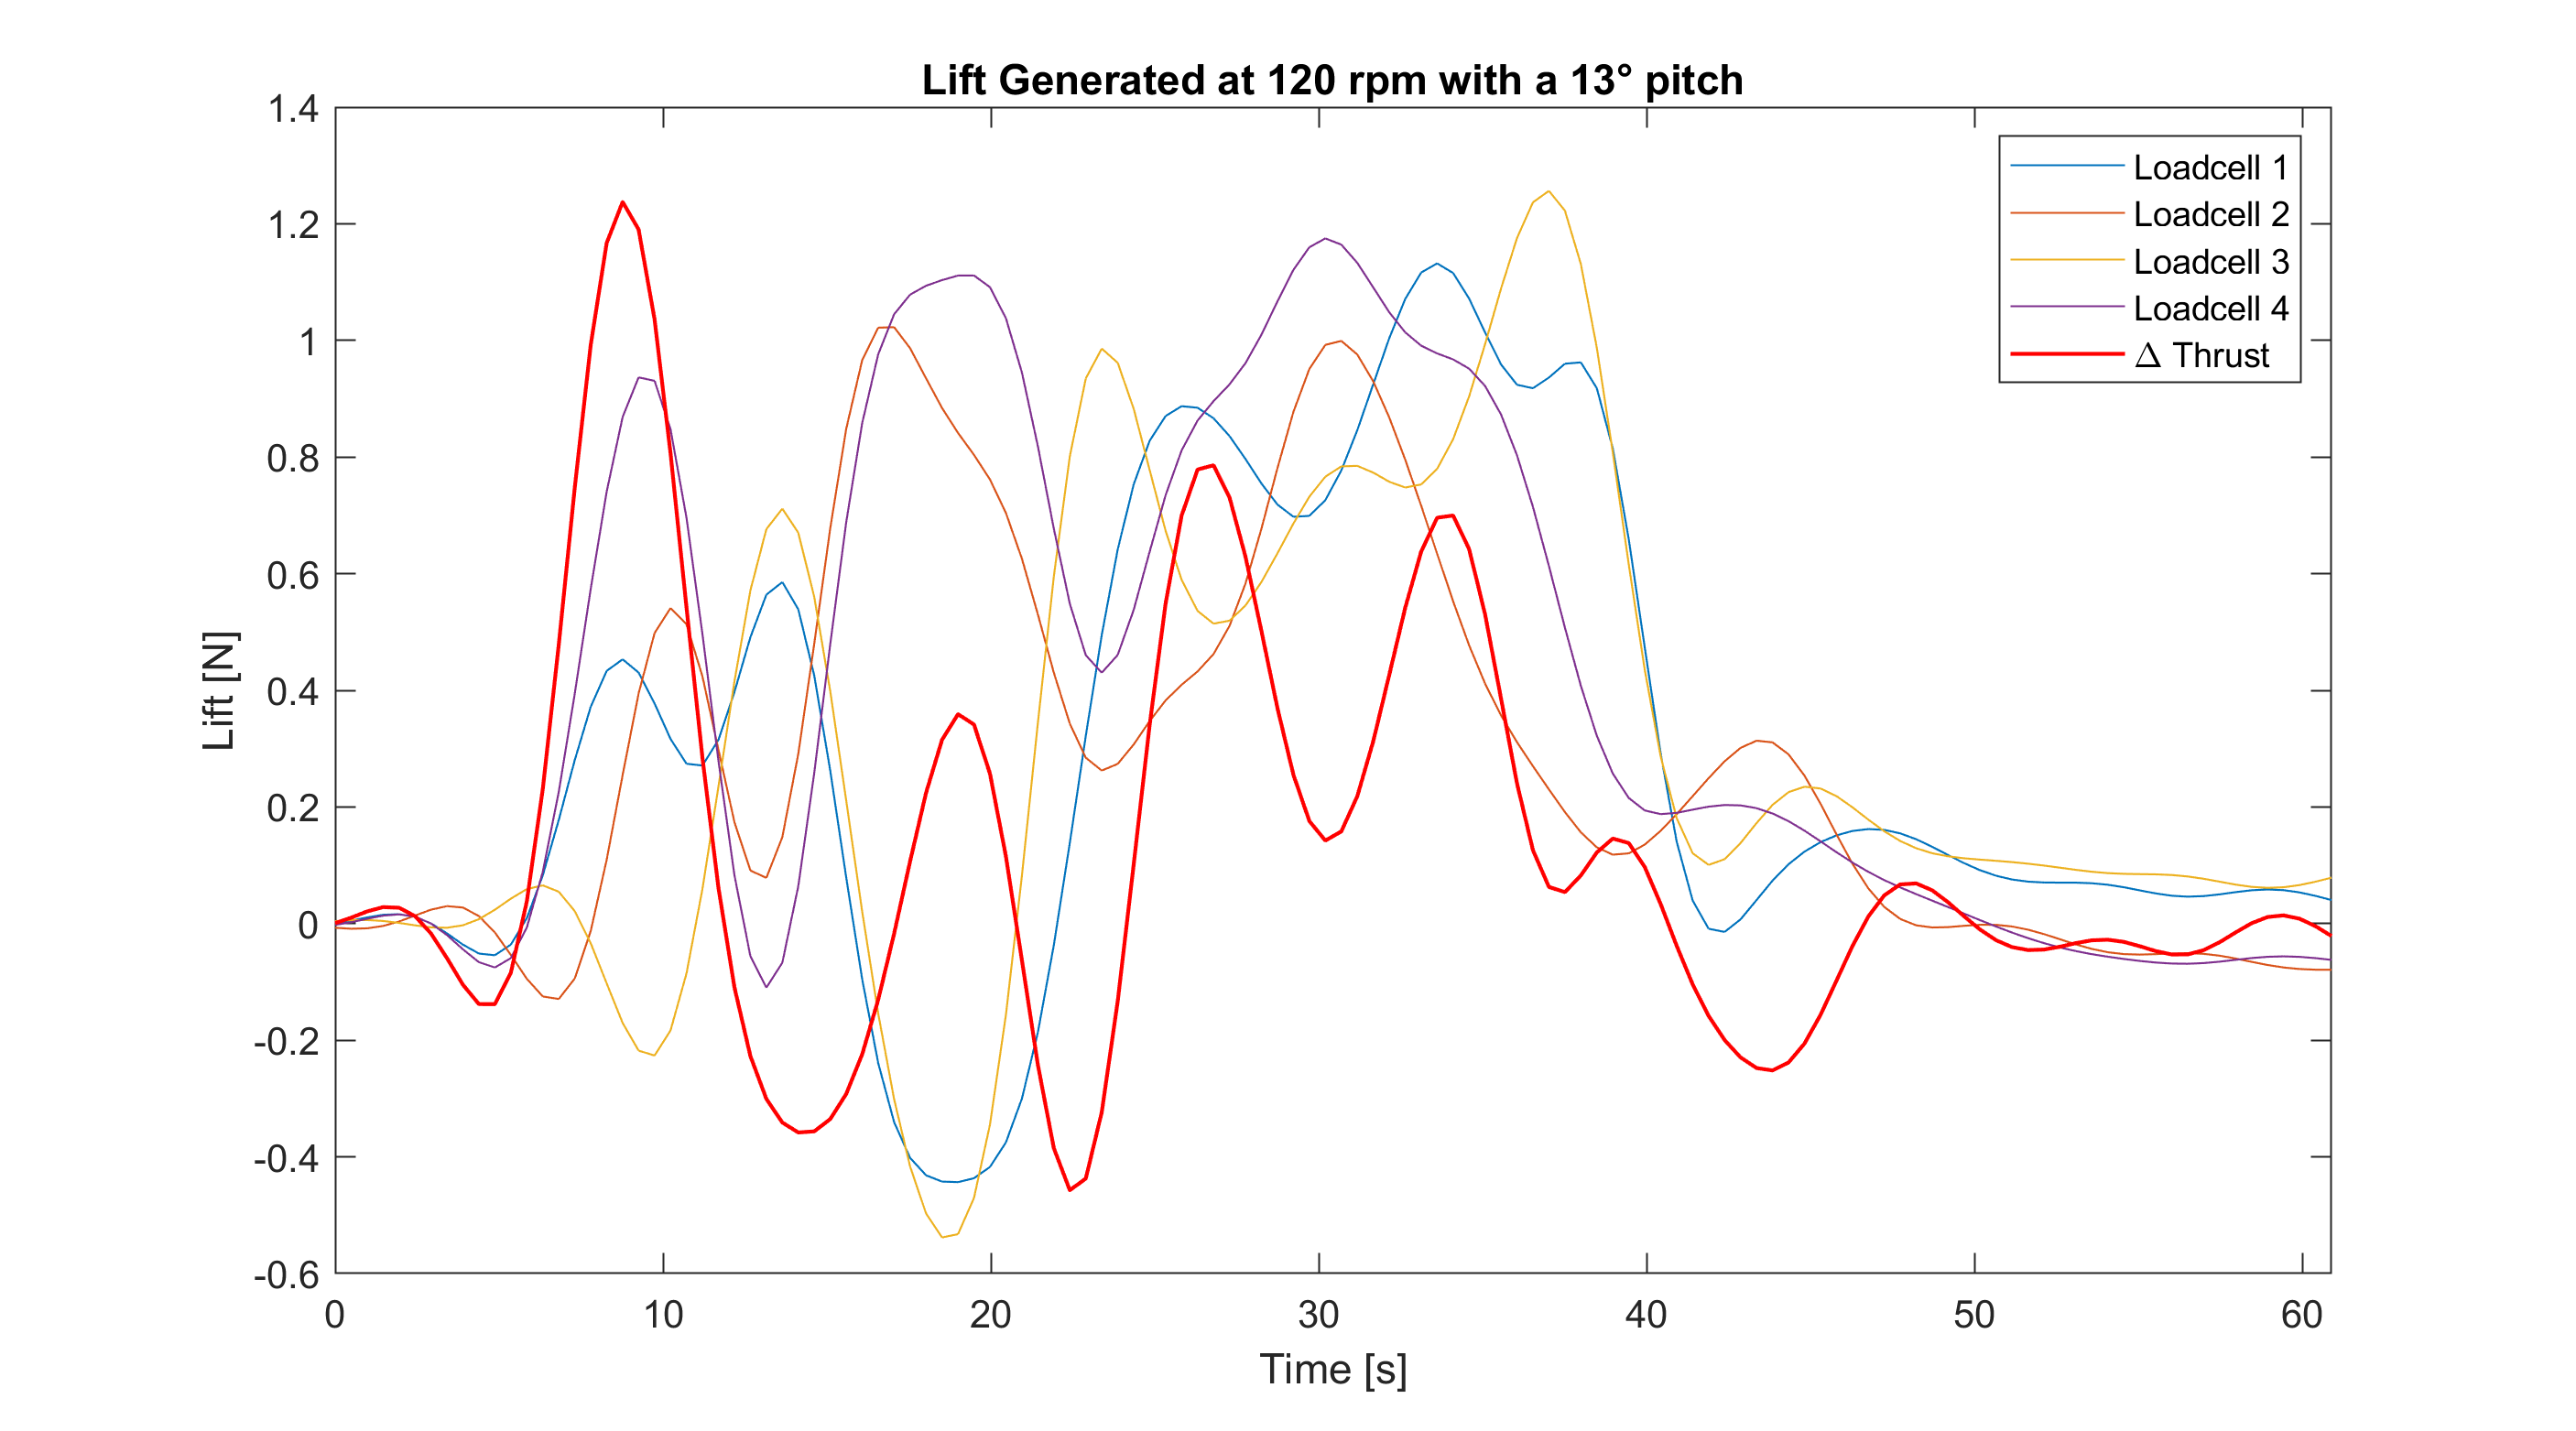 Lift Generated at 120 rpm with a 13° pitch
1.4
1.2
1
0.8
0.6
0.4
0.2
0
-0.2
-0.4
-0.6
Lift [N]
0 10 20 30 40 50 60
Time [s]
Loadcell 1
Loadcell 2
Loadcell 3
Loadcell 4
Δ Thrust